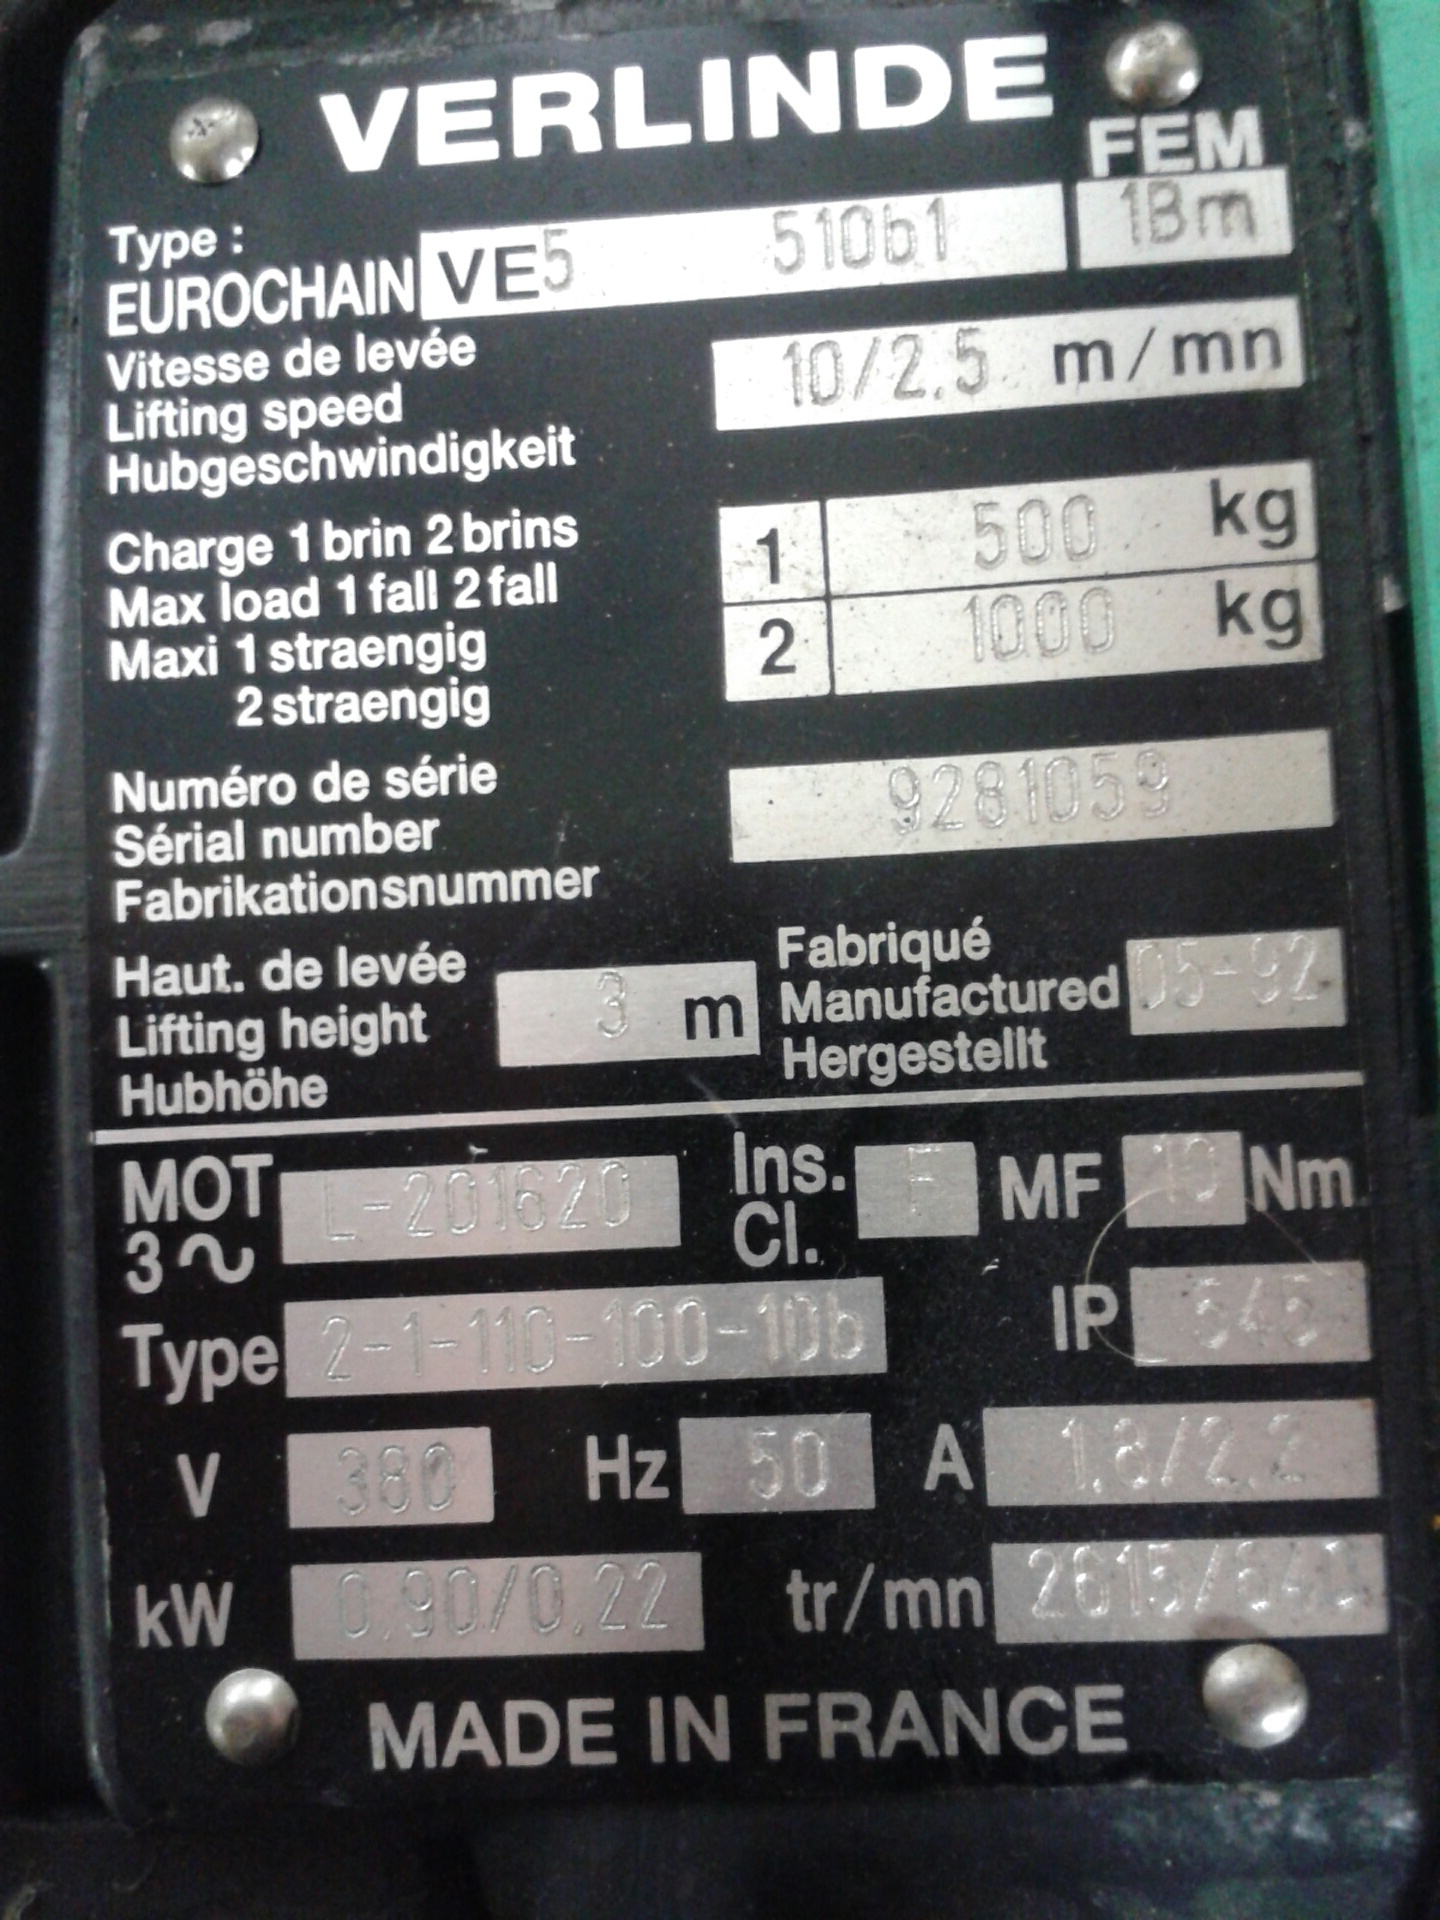 VERLINDE
FEM
Type :
EUROCHAIN VE5 510b1 1Bm
Vitesse de levée
Lifting speed 10/2.5 m/mn
Hubgeschwindigkeit
Charge 1 brin 2 brins 1 500 kg
Max load 1 fall 2 fall
Maxi 1 straengig 2 1000 kg
2 straengig
Numéro de série
Sérial number 9281059
Fabrikationsnummer
Haut. de levée
Lifting height 3 m
Hubhöhe
Fabriqué
Manufactured 05-92
Hergestellt
MOT L-201620 Ins. F MF 10 Nm
3∿ Cl.
Type 2-1-110-100-10b IP 545
V 380 Hz 50 A 1.8/2.2
kW 0.90/0.22 tr/mn
MADE IN FRANCE